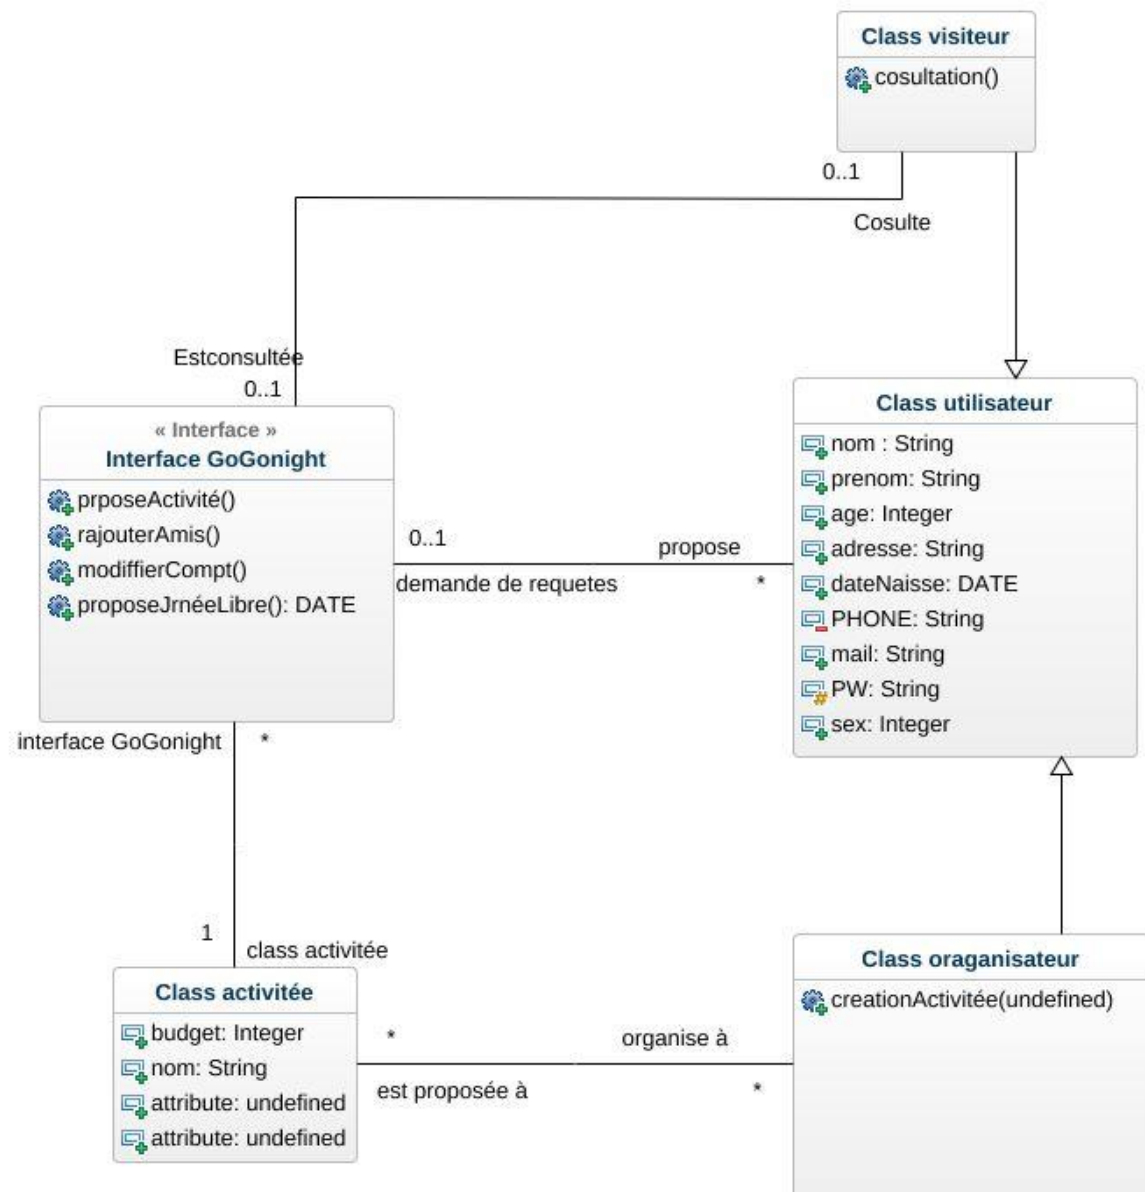 Class visiteur
cosultation()
0..1
Cosulte
Estconsultée
0..1
« Interface »
Interface GoGonight
prposeActivité()
rajouterAmis()
modiffierCompt()
proposeJrnéeLibre(): DATE
0..1
propose
demande de requetes
*
Class utilisateur
nom : String
prenom: String
age: Integer
adresse: String
dateNaisse: DATE
PHONE: String
mail: String
PW: String
sex: Integer
interface GoGonight
*
1
class activitée
Class activitée
budget: Integer
nom: String
attribute: undefined
attribute: undefined
*
organise à
est proposée à
*
Class oraganisateur
creationActivitée(undefined)